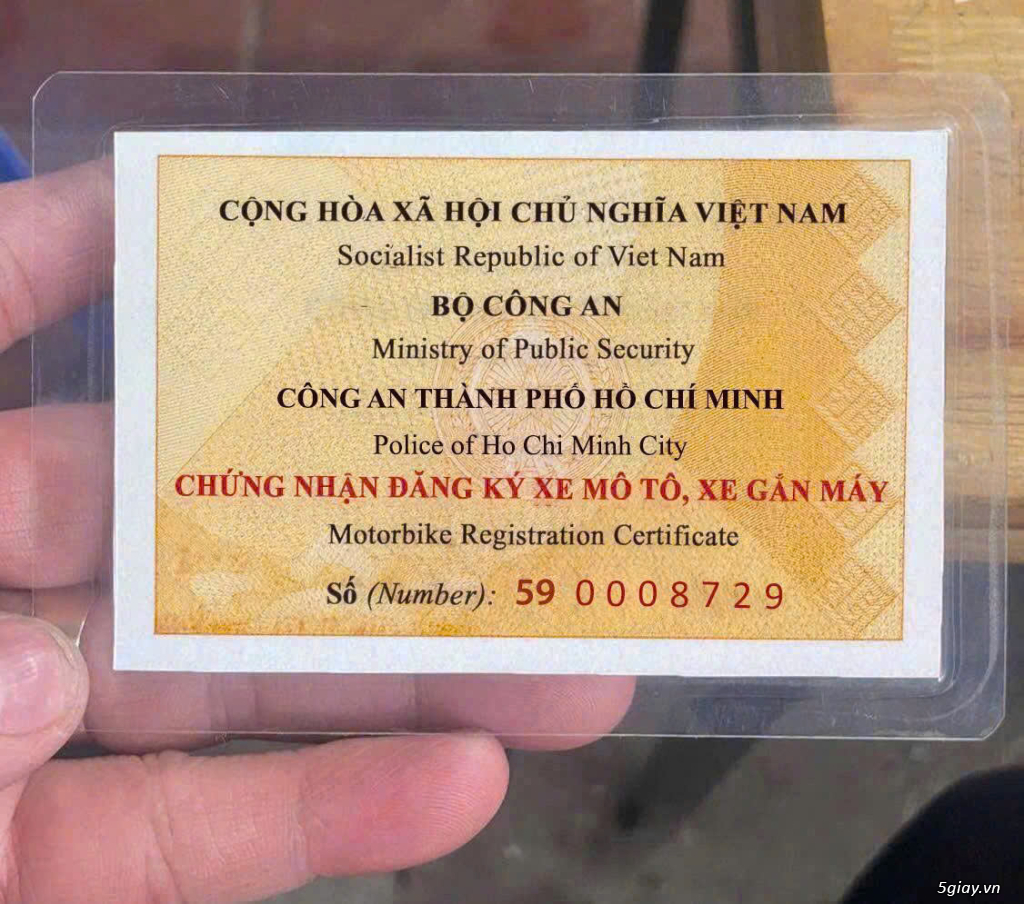 CỘNG HÒA XÃ HỘI CHỦ NGHĨA VIỆT NAM
Socialist Republic of Viet Nam
BỘ CÔNG AN
Ministry of Public Security
CÔNG AN THÀNH PHỐ HỒ CHÍ MINH
Police of Ho Chi Minh City
CHỨNG NHẬN ĐĂNG KÝ XE MÔ TÔ, XE GẮN MÁY
Motorbike Registration Certificate
Số (Number): 59 0008729
5giay.vn